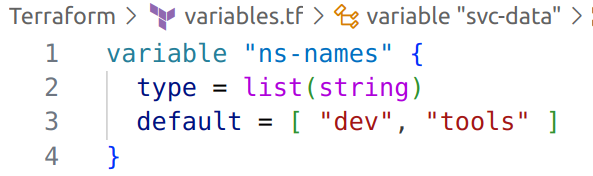 Terraform > variables.tf > variable "svc-data" >
1 variable "ns-names" {
2   type = list(string)
3   default = [ "dev", "tools" ]
4 }